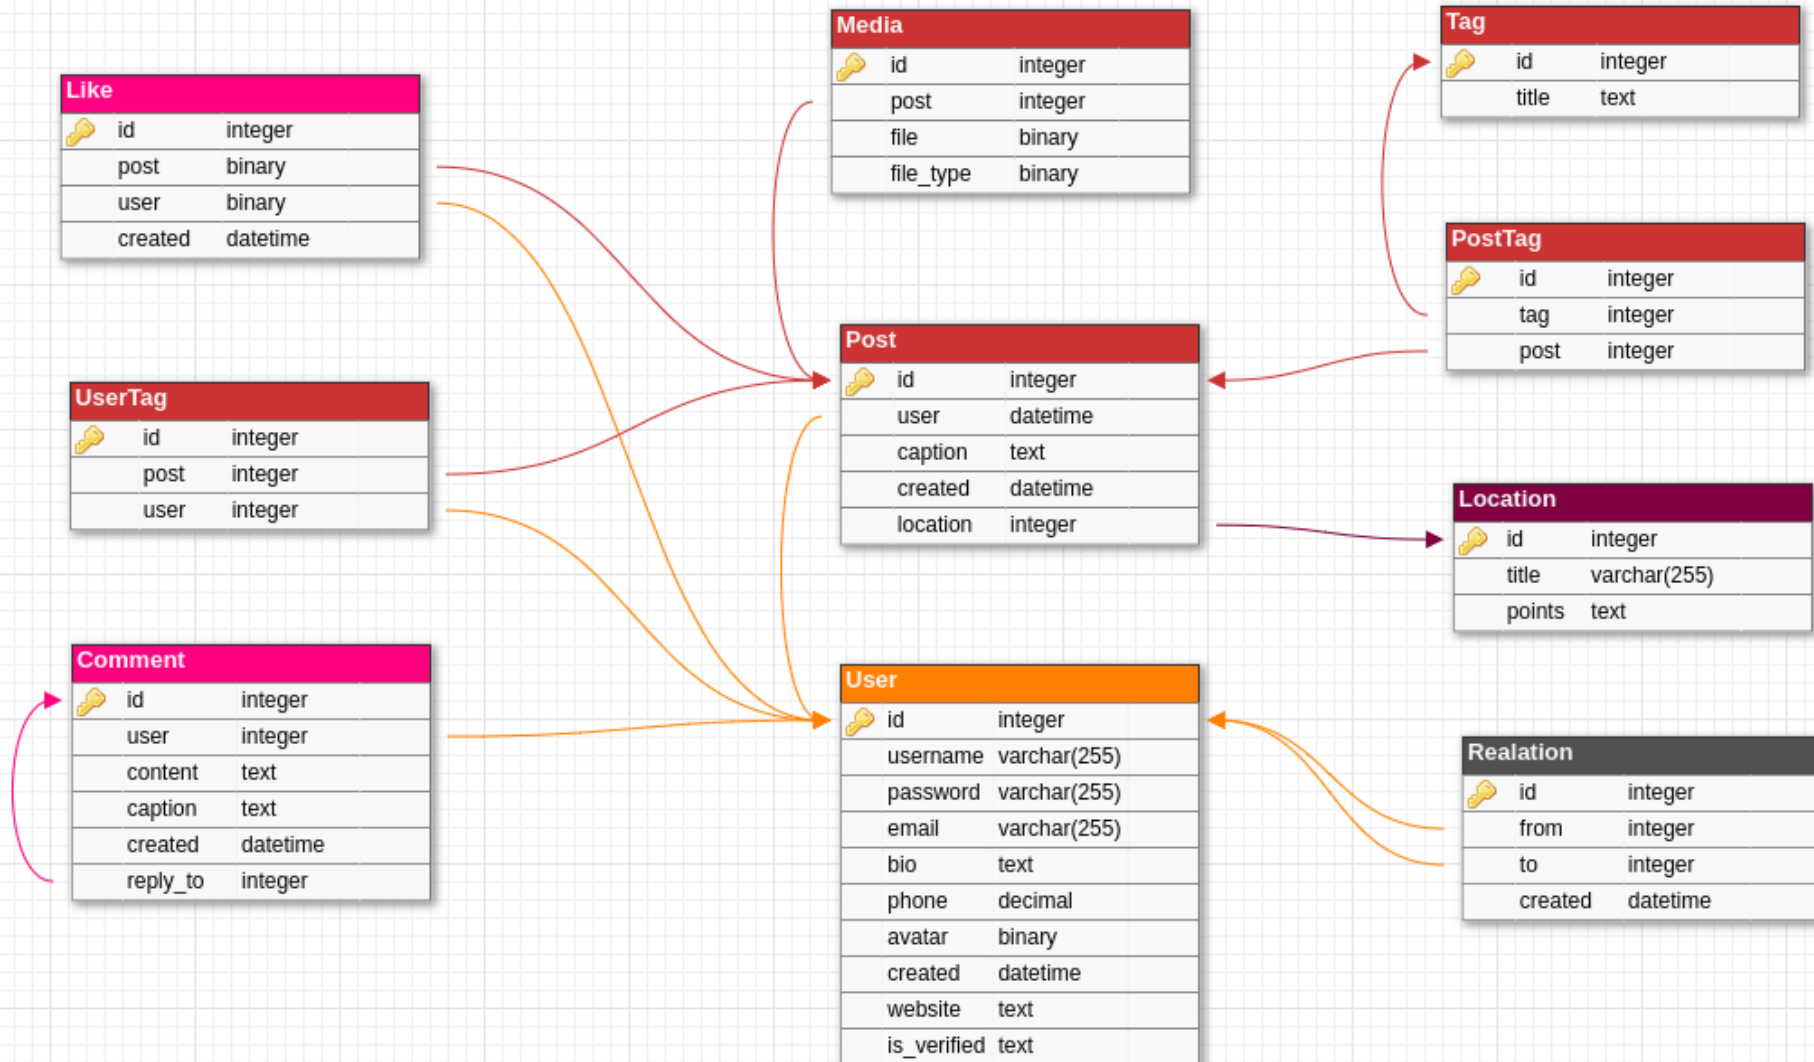 Like
id integer
post binary
user binary
created datetime
UserTag
id integer
post integer
user integer
Comment
id integer
user integer
content text
caption text
created datetime
reply_to integer
Media
id integer
post integer
file binary
file_type binary
Post
id integer
user datetime
caption text
created datetime
location integer
User
id integer
username varchar(255)
password varchar(255)
email varchar(255)
bio text
phone decimal
avatar binary
created datetime
website text
is_verified text
Tag
id integer
title text
PostTag
id integer
tag integer
post integer
Location
id integer
title varchar(255)
points text
Realation
id integer
from integer
to integer
created datetime